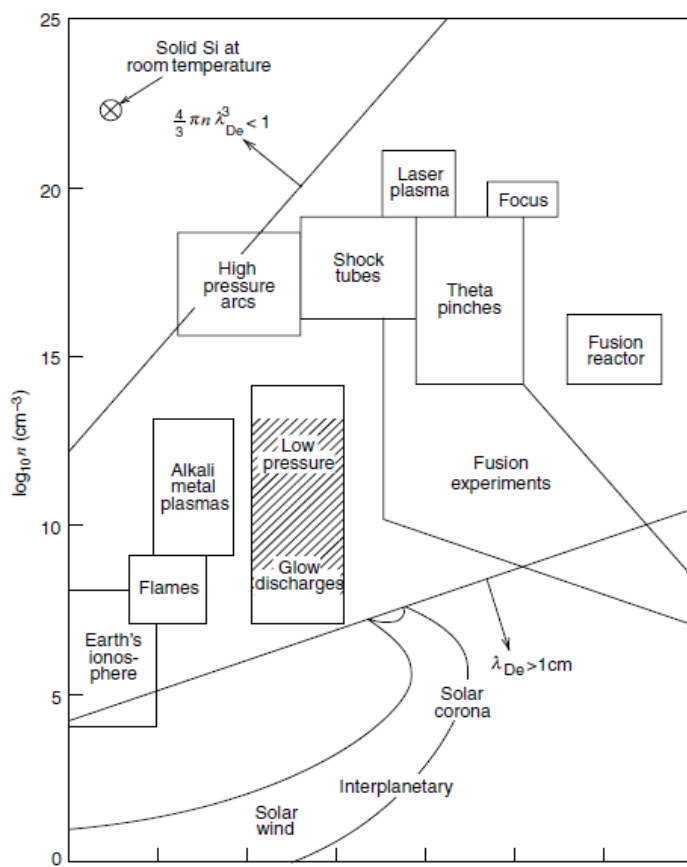 25
Solid Si at
room temperature
4/3 πn λ³De < 1
20
Laser
plasma
Focus
High
pressure
arcs
Shock
tubes
Theta
pinches
Fusion
reactor
15
log₁₀ n (cm⁻³)
Alkali
metal
plasmas
Low
pressure
Glow
discharges
Fusion
experiments
10
Flames
Earth's
ionos-
phere
λDe>1cm
5
Solar
corona
Interplanetary
Solar
wind
0